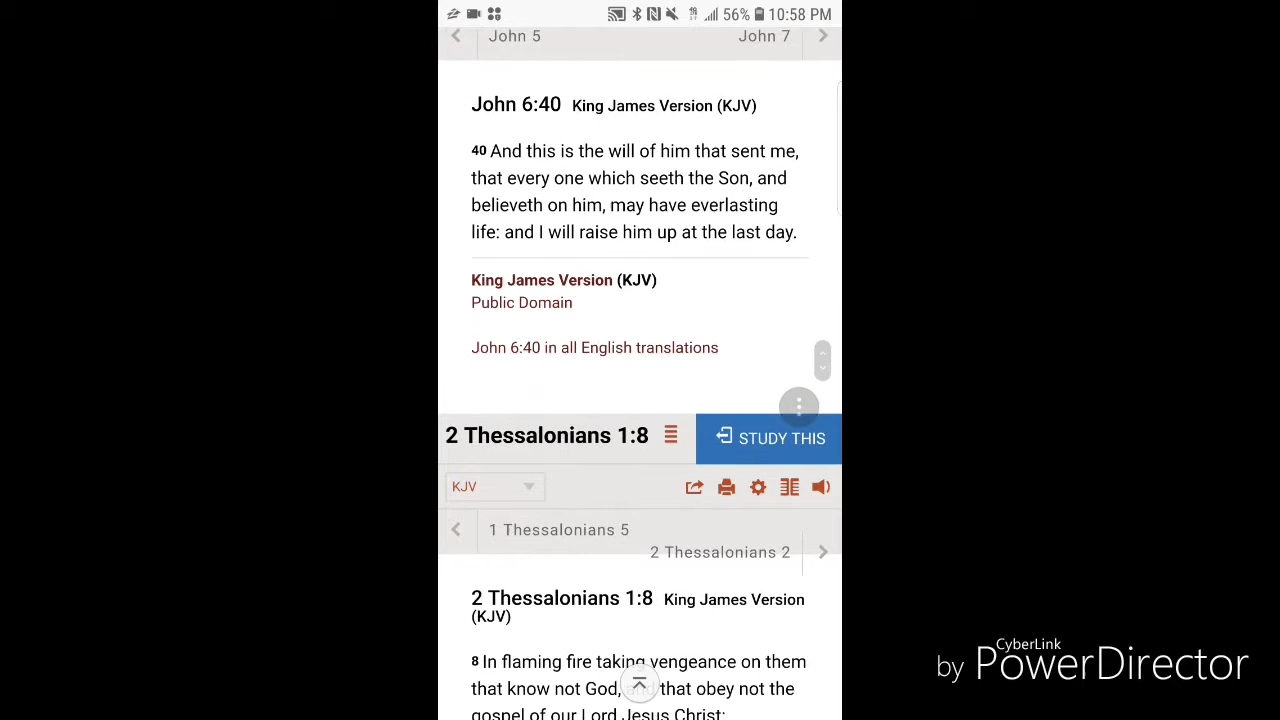 56% 10:58 PM
John 5 John 7
John 6:40 King James Version (KJV)
40 And this is the will of him that sent me,
that every one which seeth the Son, and
believeth on him, may have everlasting
life: and I will raise him up at the last day.
King James Version (KJV)
Public Domain
John 6:40 in all English translations
2 Thessalonians 1:8 STUDY THIS
KJV
1 Thessalonians 5
2 Thessalonians 2
2 Thessalonians 1:8 King James Version
(KJV)
8 In flaming fire taking vengeance on them
that know not God, and that obey not the
gospel of our Lord Jesus Christ:
CyberLink
by PowerDirector